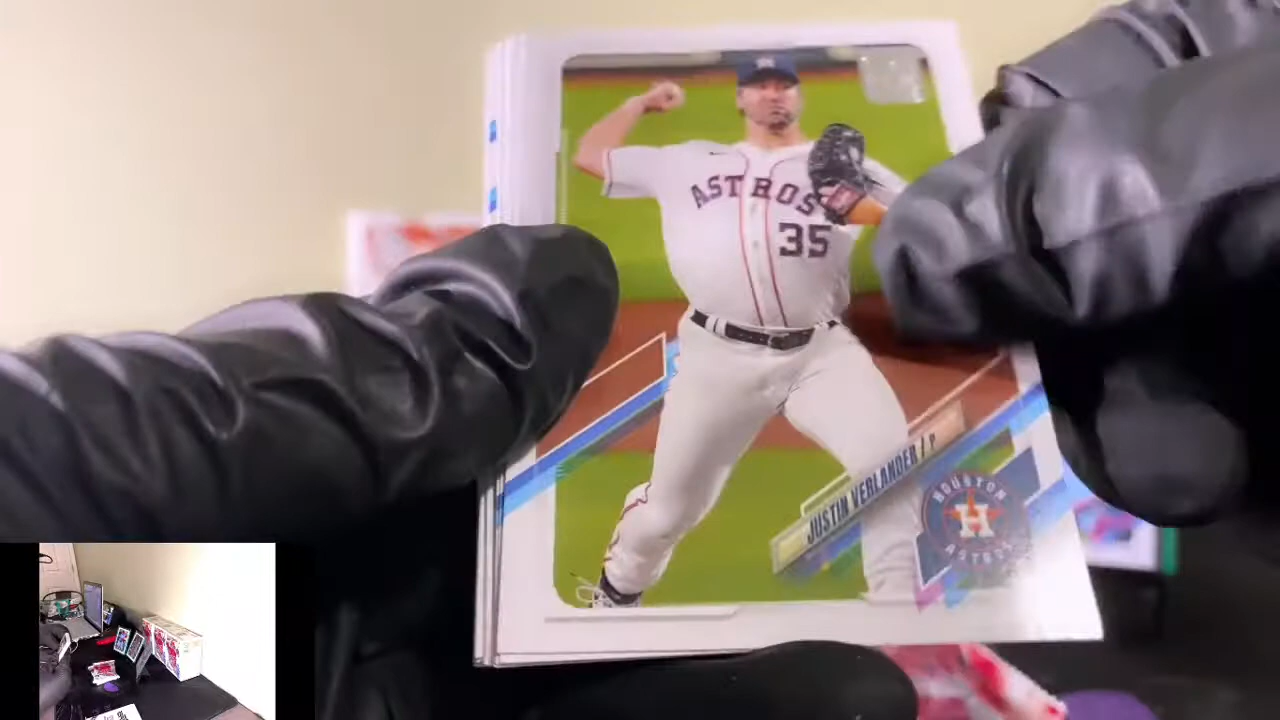 ASTROS
35
JUSTIN VERLANDER / P
HOUSTON
H
ASTROS